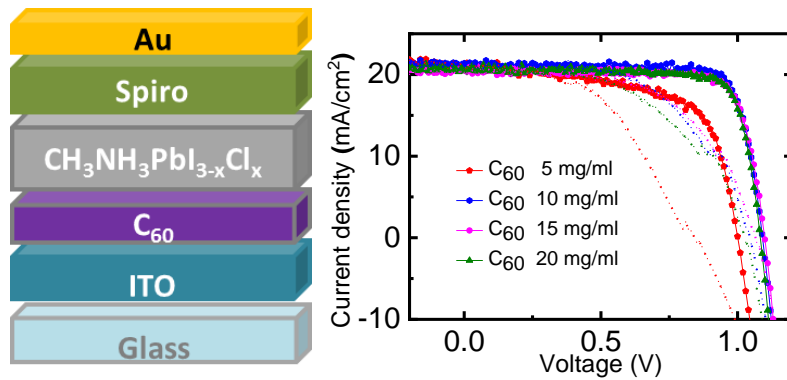 Au
Spiro
CH₃NH₃PbI₃₋ₓClₓ
C₆₀
ITO
Glass
Current density (mA/cm²)
20
10
0
-10
C₆₀ 5 mg/ml
C₆₀ 10 mg/ml
C₆₀ 15 mg/ml
C₆₀ 20 mg/ml
0.0 0.5 1.0
Voltage (V)